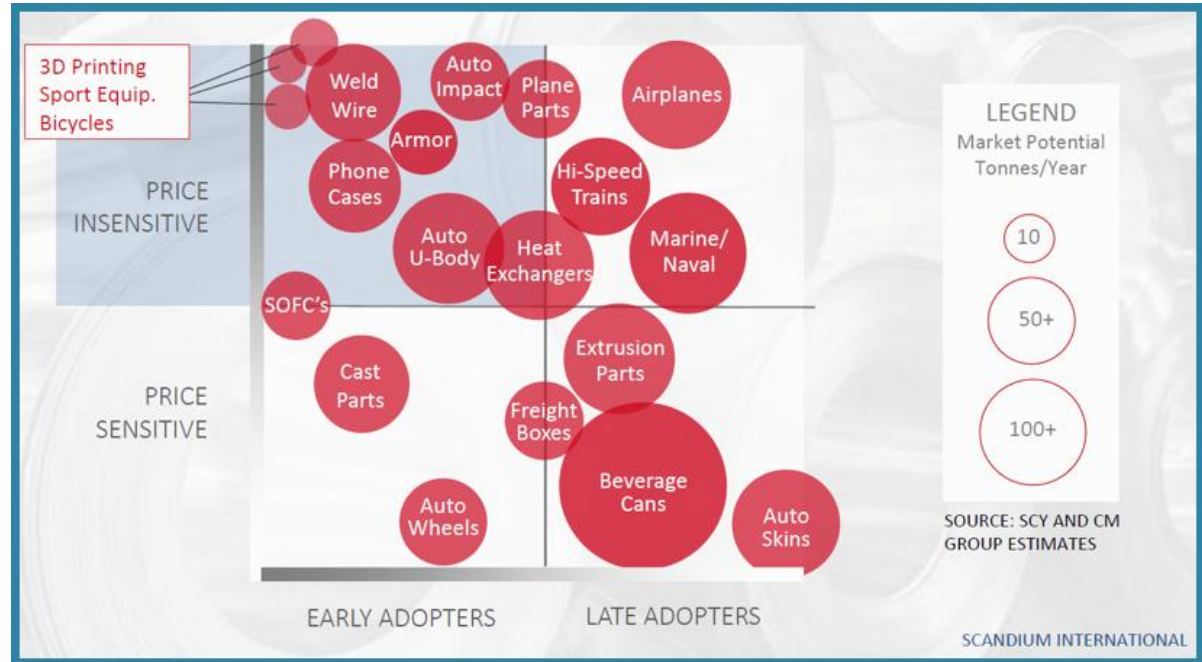 3D Printing
Sport Equip.
Bicycles
Weld
Wire
Auto
Impact
Plane
Parts
Airplanes
Armor
Phone
Cases
Hi-Speed
Trains
PRICE
INSENSITIVE
Auto
U-Body
Heat
Exchangers
Marine/
Naval
SOFC's
Cast
Parts
Extrusion
Parts
PRICE
SENSITIVE
Freight
Boxes
Beverage
Cans
Auto
Wheels
Auto
Skins
EARLY ADOPTERS
LATE ADOPTERS
LEGEND
Market Potential
Tonnes/Year
10
50+
100+
SOURCE: SCY AND CM
GROUP ESTIMATES
SCANDIUM INTERNATIONAL